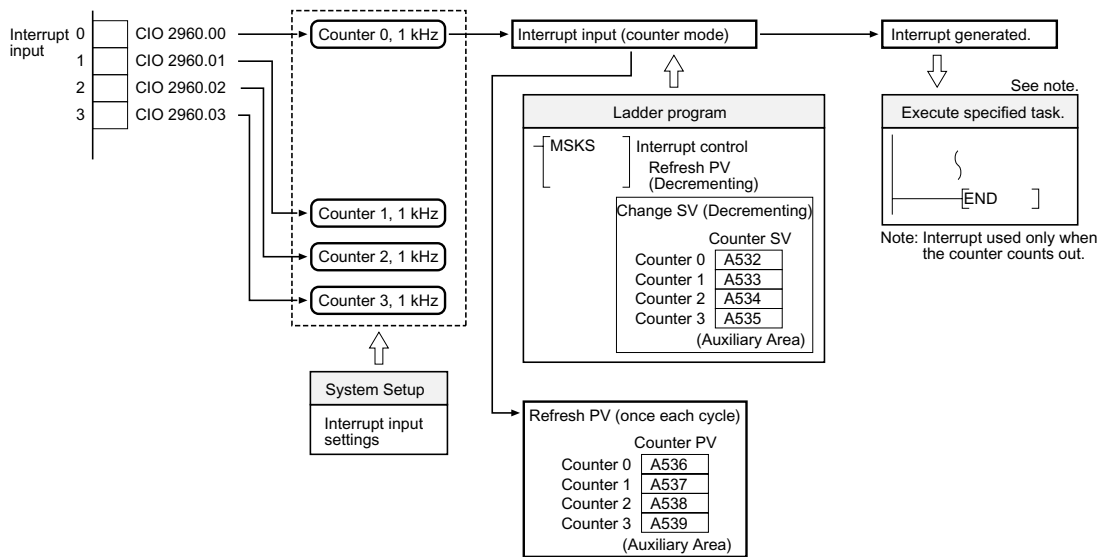 Interrupt input
0 CIO 2960.00
1 CIO 2960.01
2 CIO 2960.02
3 CIO 2960.03
Counter 0, 1 kHz
Counter 1, 1 kHz
Counter 2, 1 kHz
Counter 3, 1 kHz
System Setup
Interrupt input
settings
Interrupt input (counter mode)
Ladder program
MSKS
Interrupt control
Refresh PV
(Decrementing)
Change SV (Decrementing)
Counter SV
Counter 0 A532
Counter 1 A533
Counter 2 A534
Counter 3 A535
(Auxiliary Area)
Refresh PV (once each cycle)
Counter PV
Counter 0 A536
Counter 1 A537
Counter 2 A538
Counter 3 A539
(Auxiliary Area)
Interrupt generated.
See note.
Execute specified task.
END
Note: Interrupt used only when
the counter counts out.